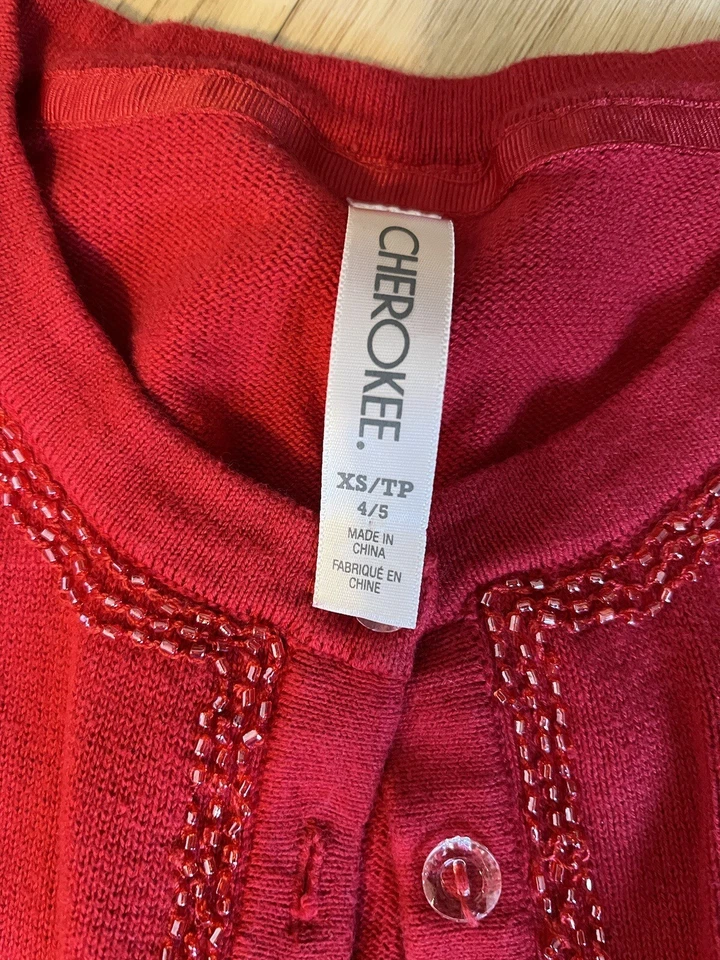 CHEROKEE.
XS/TP
4/5
MADE IN
CHINA
FABRIQUÉ EN
CHINE